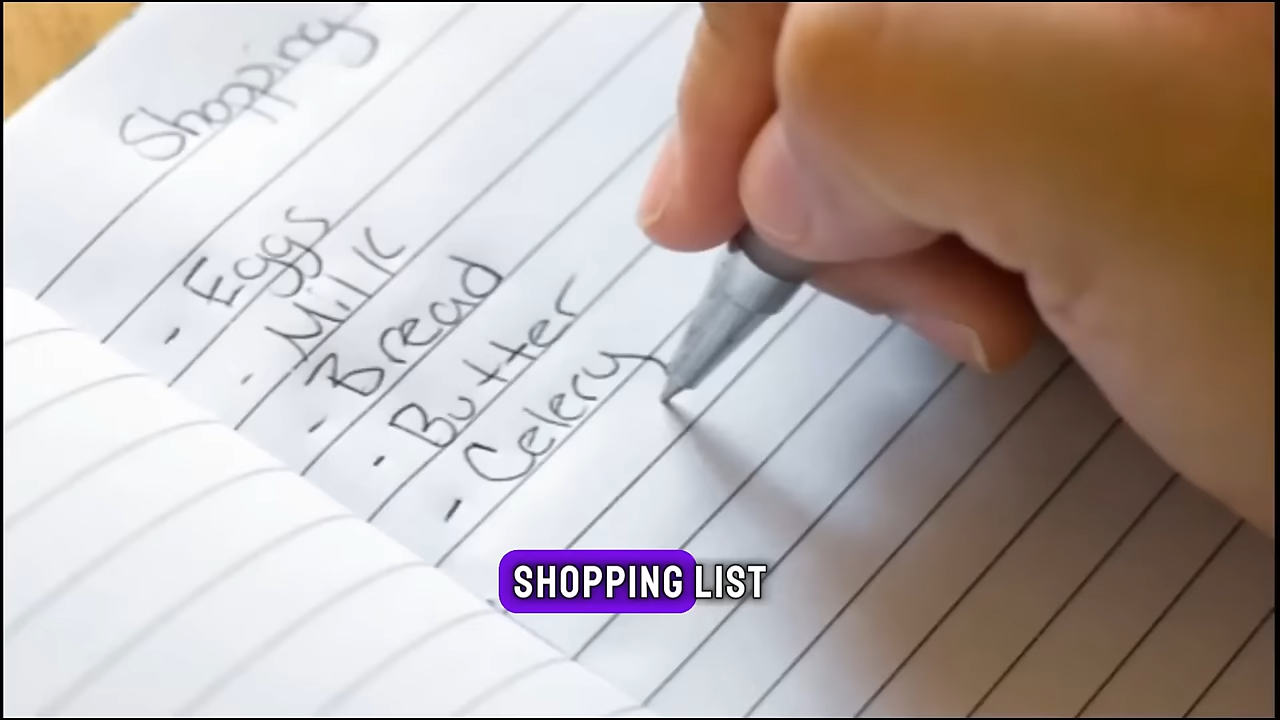 Shopping
- Eggs
- Milk
- Bread
- Butter
- Celery
SHOPPING LIST